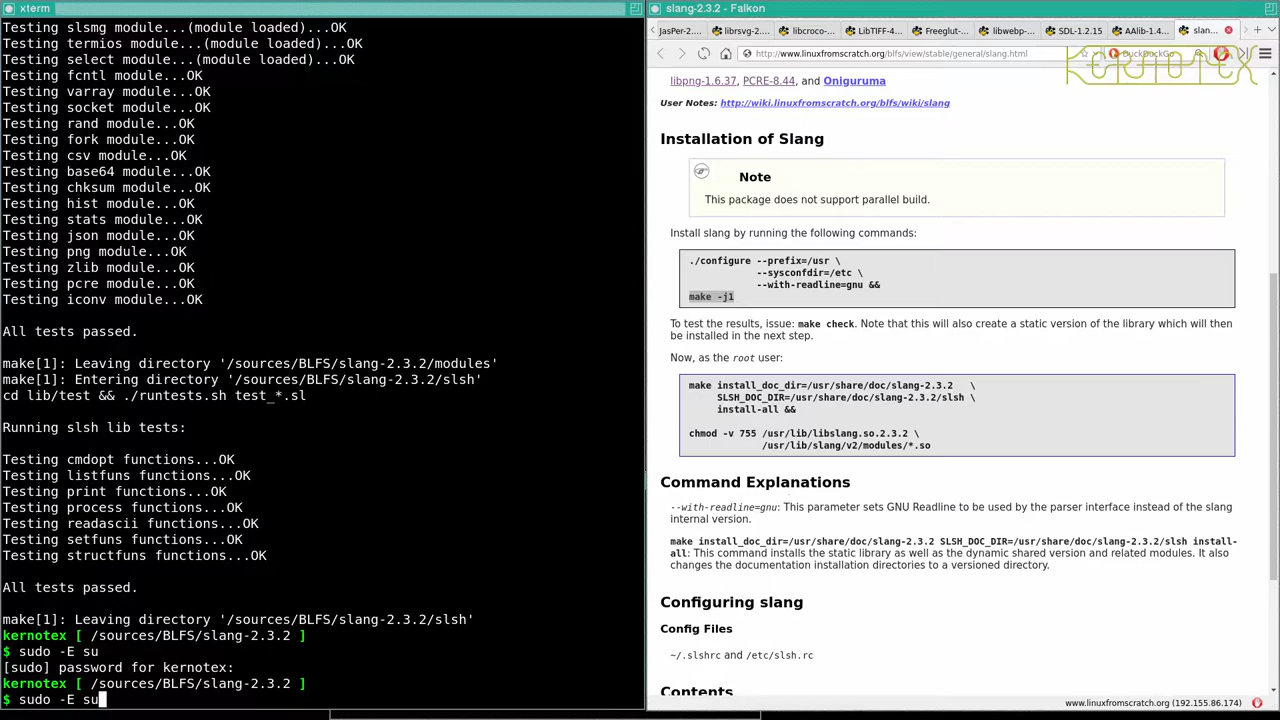 xterm
Testing slsmg module...(module loaded)...OK
Testing termios module...(module loaded)...OK
Testing select module...(module loaded)...OK
Testing fcntl module...OK
Testing varray module...OK
Testing socket module...OK
Testing rand module...OK
Testing fork module...OK
Testing csv module...OK
Testing base64 module...OK
Testing chksum module...OK
Testing hist module...OK
Testing stats module...OK
Testing json module...OK
Testing png module...OK
Testing zlib module...OK
Testing pcre module...OK
Testing iconv module...OK
All tests passed.
make[1]: Leaving directory '/sources/BLFS/slang-2.3.2/modules'
make[1]: Entering directory '/sources/BLFS/slang-2.3.2/slsh'
cd lib/test && ./runtests.sh test_*.sl
Running slsh lib tests:
Testing cmdopt functions...OK
Testing listfuns functions...OK
Testing print functions...OK
Testing process functions...OK
Testing readascii functions...OK
Testing setfuns functions...OK
Testing structfuns functions...OK
All tests passed.
make[1]: Leaving directory '/sources/BLFS/slang-2.3.2/slsh'
kernotex [ /sources/BLFS/slang-2.3.2 ]
$ sudo -E su
[sudo] password for kernotex:
kernotex [ /sources/BLFS/slang-2.3.2 ]
$ sudo -E su
slang-2.3.2 - Falkon
JasPer-2.... librsvg-2.... libcroco-... LibTIFF-4... Freeglut-... libwebp-... SDL-1.2.15 AAlib-1.4... slan...
http://www.linuxfromscratch.org/blfs/view/stable/general/slang.html DuckDuckGo
KERNOTEX
libpng-1.6.37, PCRE-8.44, and Oniguruma
User Notes: http://wiki.linuxfromscratch.org/blfs/wiki/slang
Installation of Slang
Note
This package does not support parallel build.
Install slang by running the following commands:
./configure --prefix=/usr \
--sysconfdir=/etc \
--with-readline=gnu &&
make -j1
To test the results, issue: make check. Note that this will also create a static version of the library which will then
be installed in the next step.
Now, as the root user:
make install_doc_dir=/usr/share/doc/slang-2.3.2 \
SLSH_DOC_DIR=/usr/share/doc/slang-2.3.2/slsh \
install-all &&
chmod -v 755 /usr/lib/libslang.so.2.3.2 \
/usr/lib/slang/v2/modules/*.so
Command Explanations
--with-readline=gnu: This parameter sets GNU Readline to be used by the parser interface instead of the slang
internal version.
make install_doc_dir=/usr/share/doc/slang-2.3.2 SLSH_DOC_DIR=/usr/share/doc/slang-2.3.2/slsh install-
all: This command installs the static library as well as the dynamic shared version and related modules. It also
changes the documentation installation directories to a versioned directory.
Configuring slang
Config Files
~/.slshrc and /etc/slsh.rc
Contents
www.linuxfromscratch.org (192.155.86.174)